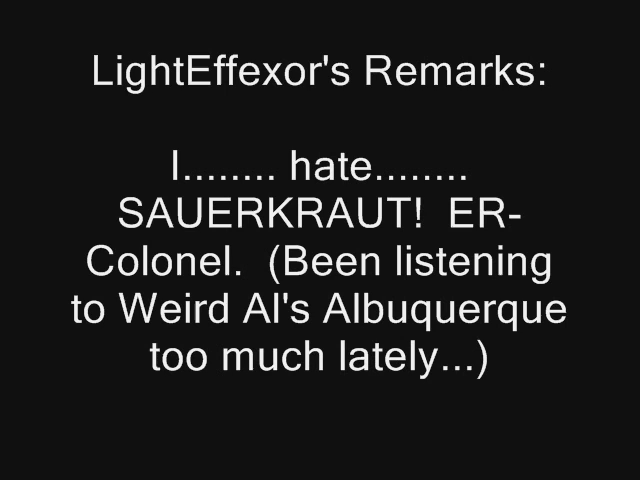 LightEffexor's Remarks:
I........ hate........
SAUERKRAUT!  ER-
Colonel.  (Been listening
to Weird Al's Albuquerque
too much lately...)